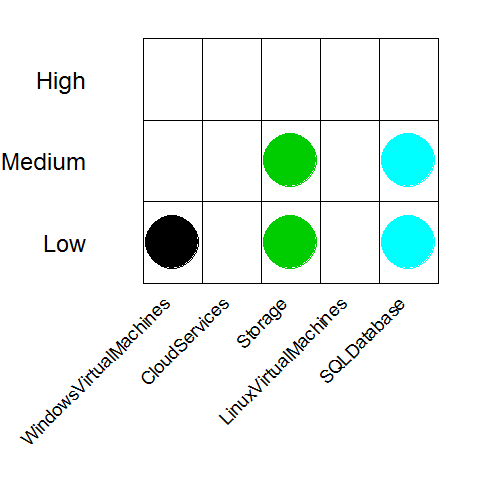 High
Medium
Low
WindowsVirtualMachines
CloudServices
Storage
LinuxVirtualMachines
SQLDatabase